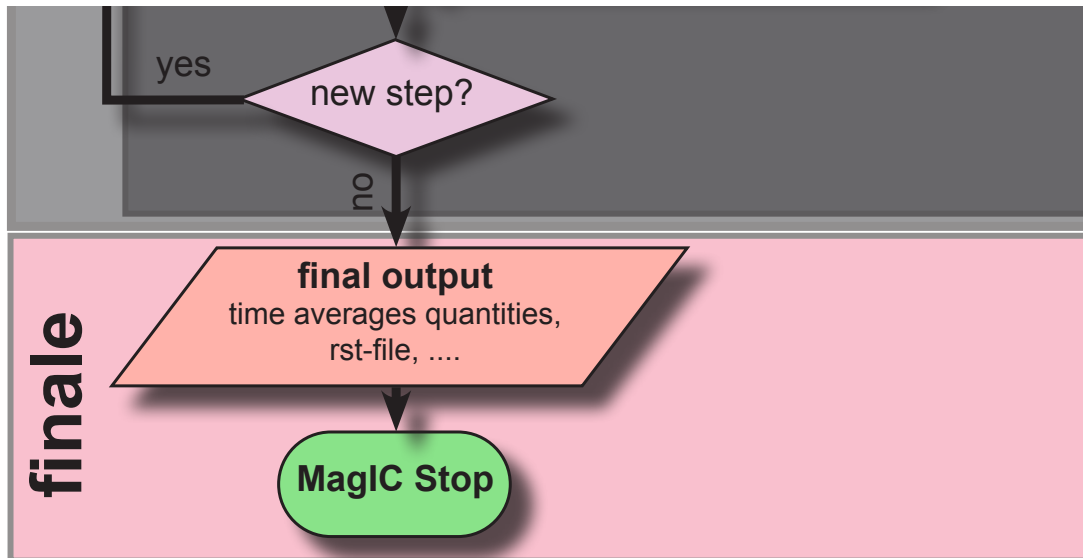 yes
new step?
no
final output
time averages quantities,
rst-file, ....
finale
MagIC Stop